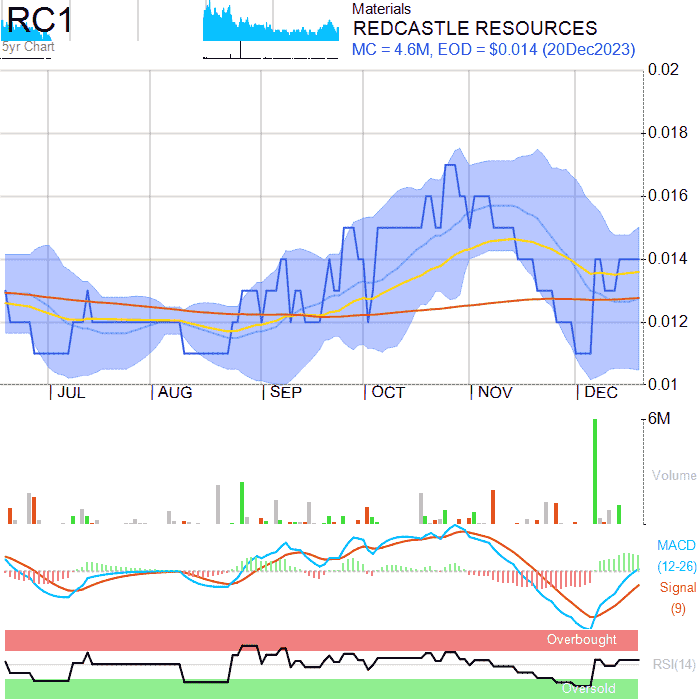 RC1
5yr Chart
Materials
REDCASTLE RESOURCES
MC = 4.6M, EOD = $0.014 (20Dec2023)
0.02
0.018
0.016
0.014
0.012
0.01
JUL AUG SEP OCT NOV DEC
6M
Volume
MACD
(12-26)
Signal
(9)
Overbought
RSI(14)
Oversold